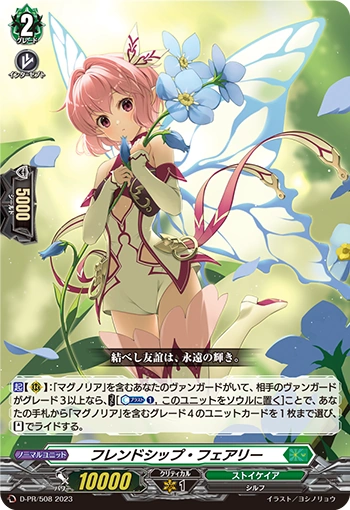 2
グレード
インターセプト
5000
シールド
結べし友誼は、永遠の輝き。
起【R】:「マグノリア」を含むあなたのヴァンガードがいて、相手のヴァンガード
がグレード3以上なら、【コスト】[CBプラス1,このユニットをソウルに置く]ことで、あ
なたの手札から「マグノリア」を含むグレード4のユニットカードを1枚まで選び、
[スタンド]でライドする。
ノーマルユニット
フレンドシップ・フェアリー
パワー
10000
クリティカル
1
ストイケイア
シルフ
D-PR/508 2023
イラスト/ヨシノリョウ